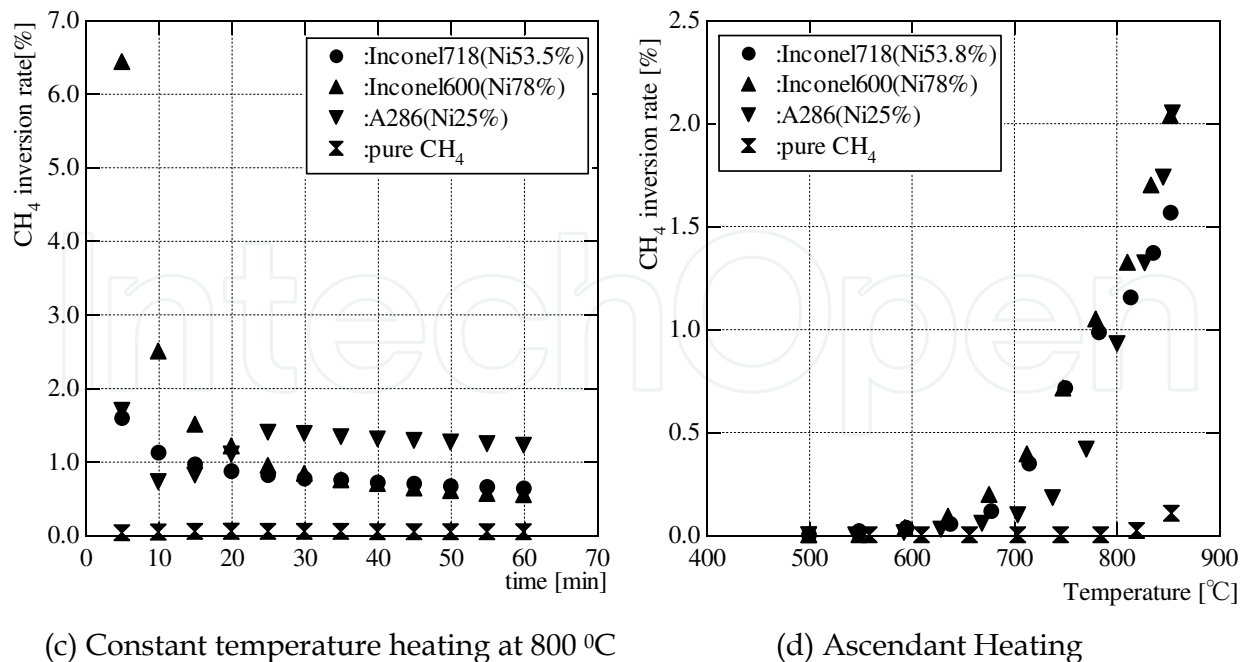 CH4 inversion rate[%]
7.0
6.0
5.0
4.0
3.0
2.0
1.0
0.0
:Inconel718(Ni53.5%)
:Inconel600(Ni78%)
:A286(Ni25%)
:pure CH4
0 10 20 30 40 50 60 70
time [min]
(c) Constant temperature heating at 800 ⁰C
CH4 inversion rate [%]
2.5
2.0
1.5
1.0
0.5
0.0
:Inconel718(Ni53.8%)
:Inconel600(Ni78%)
:A286(Ni25%)
:pure CH4
400 500 600 700 800 900
Temperature [℃]
(d) Ascendant Heating
IntechOpen